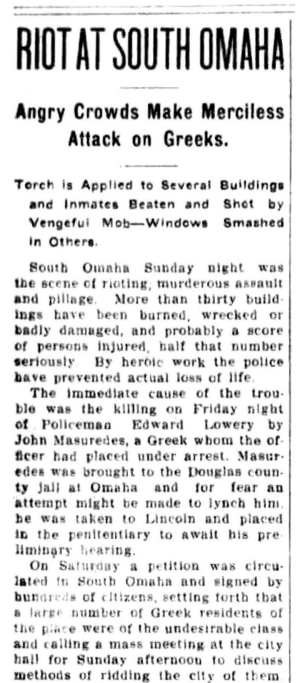 RIOT AT SOUTH OMAHA
Angry Crowds Make Merciless
Attack on Greeks.
Torch is Applied to Several Buildings
and Inmates Beaten and Shot by
Vengeful Mob—Windows Smashed
in Others.
South Omaha Sunday night was
the scene of rioting, murderous assault
and pillage. More than thirty build-
ings have been burned, wrecked or
badly damaged, and probably a score
of persons injured, half that number
seriously. By heroic work the police
have prevented actual loss of life.
The immediate cause of the trou-
ble was the killing on Friday night
of Policeman Edward Lowery by
John Masuredes, a Greek whom the of-
ficer had placed under arrest. Masur-
edes was brought to the Douglas coun-
ty jail at Omaha and for fear an
attempt might be made to lynch him,
he was taken to Lincoln and placed
in the penitentiary to await his pre-
liminary hearing.
On Saturday a petition was circu-
lated in South Omaha and signed by
hundreds of citizens, setting forth that
a large number of Greek residents of
the place were of the undesirable class
and calling a mass meeting at the city
hall for Sunday afternoon to discuss
methods of ridding the city of them